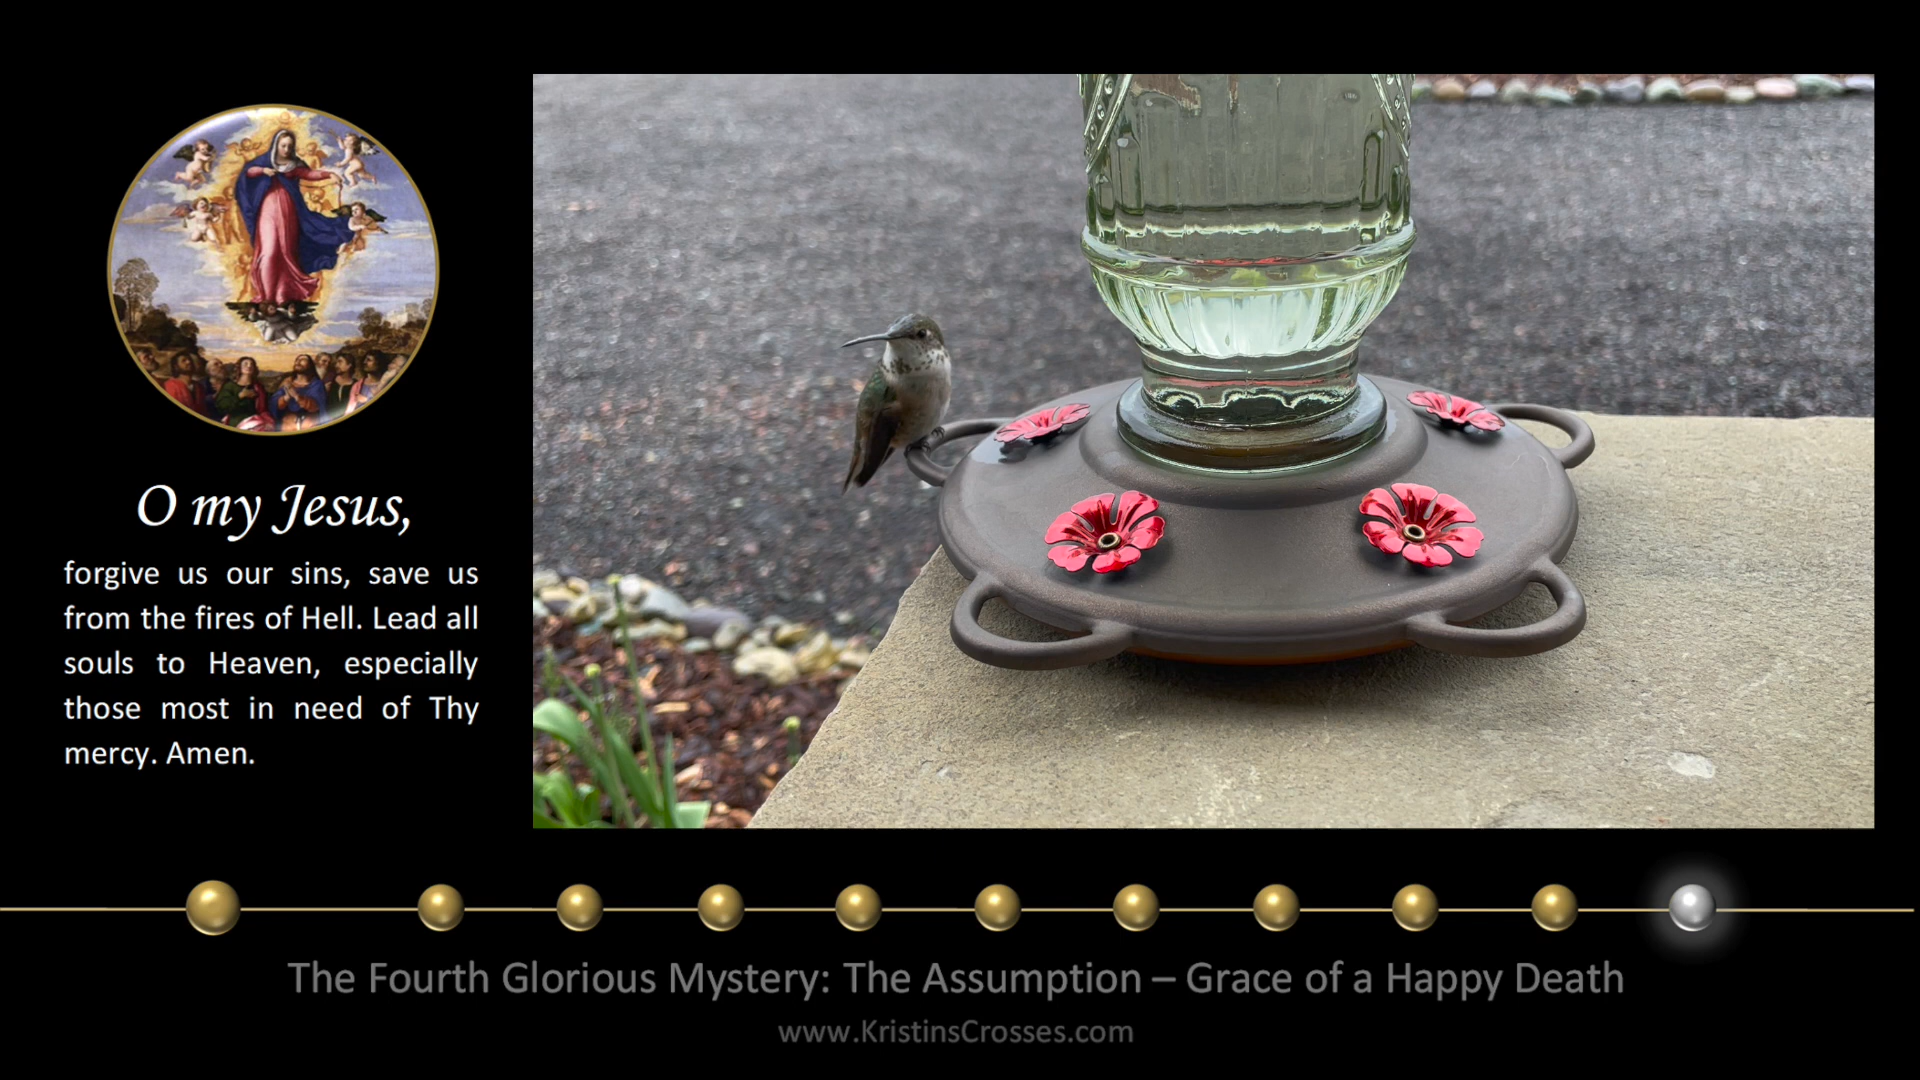 O my Jesus,
forgive us our sins, save us
from the fires of Hell. Lead all
souls to Heaven, especially
those most in need of Thy
mercy. Amen.
The Fourth Glorious Mystery: The Assumption – Grace of a Happy Death
www.KristinsCrosses.com